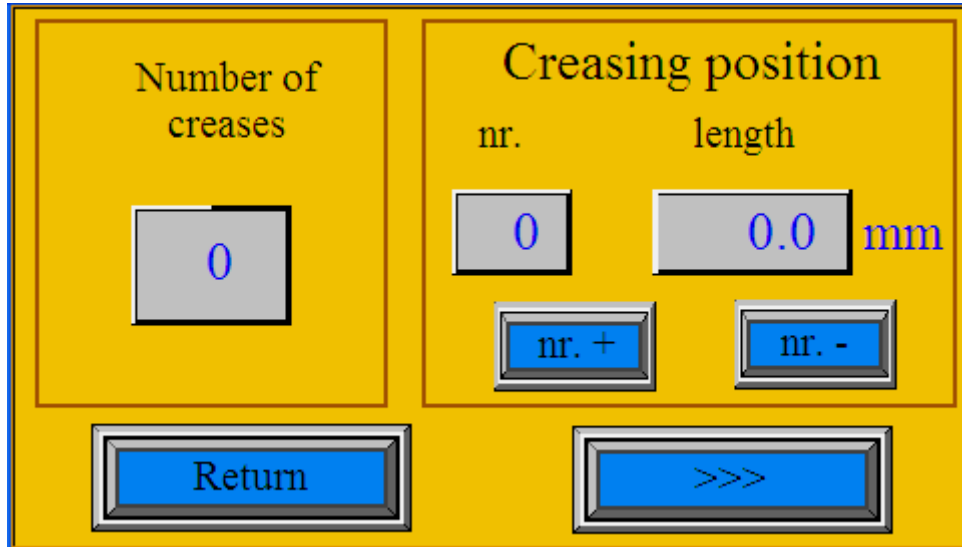 Number of
creases
0
Creasing position
nr. length
0 0.0 mm
nr. + nr. -
Return >>>